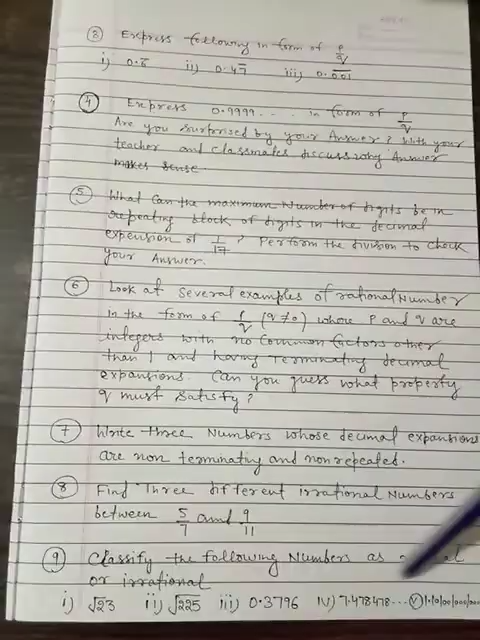 ③ Express following in form of p/q
i) 0.6̅ ii) 0.47̅ iii) 0.0̅0̅1̅
④ Express 0.9999.... in form of p/q
Are you surprised by your Answer? With your
teacher and classmates discuss why Answer
makes sense.
⑤ What can the maximum Number of digits be in
repeating block of digits in the decimal
expension of 1/17? Perform the division to check
your Answer.
⑥ Look at several examples of rational Number
in the form of p/q (q≠0) where P and q are
integers with no Common factors other
than 1 and having terminating decimal
expansions. Can you guess what property
q must satisfy?
⑦ Write three Numbers whose decimal expansions
are non terminating and non repeated.
⑧ Find Three different irrational Numbers
between 5/7 and 9/11
⑨ Classify the following Numbers as
or irrational
i) √23 ii) √225 iii) 0.3796 iv) 7.478478... v)